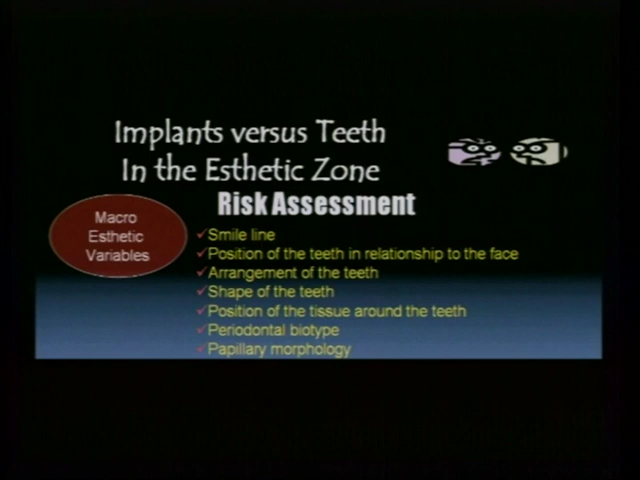 Implants versus Teeth
In the Esthetic Zone
Risk Assessment
Macro
Esthetic
Variables
Smile line
Position of the teeth in relationship to the face
Arrangement of the teeth
Shape of the teeth
Position of the tissue around the teeth
Periodontal biotype
Papillary morphology